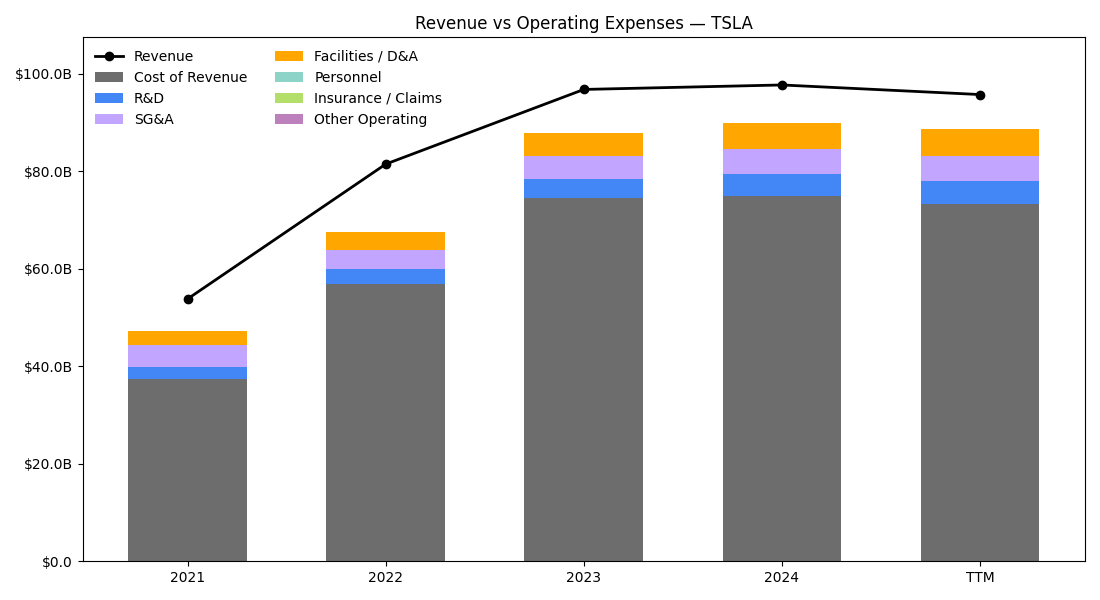 Revenue vs Operating Expenses — TSLA
Revenue
Cost of Revenue
R&D
SG&A
Facilities / D&A
Personnel
Insurance / Claims
Other Operating
$100.0B
$80.0B
$60.0B
$40.0B
$20.0B
$0.0
2021 2022 2023 2024 TTM